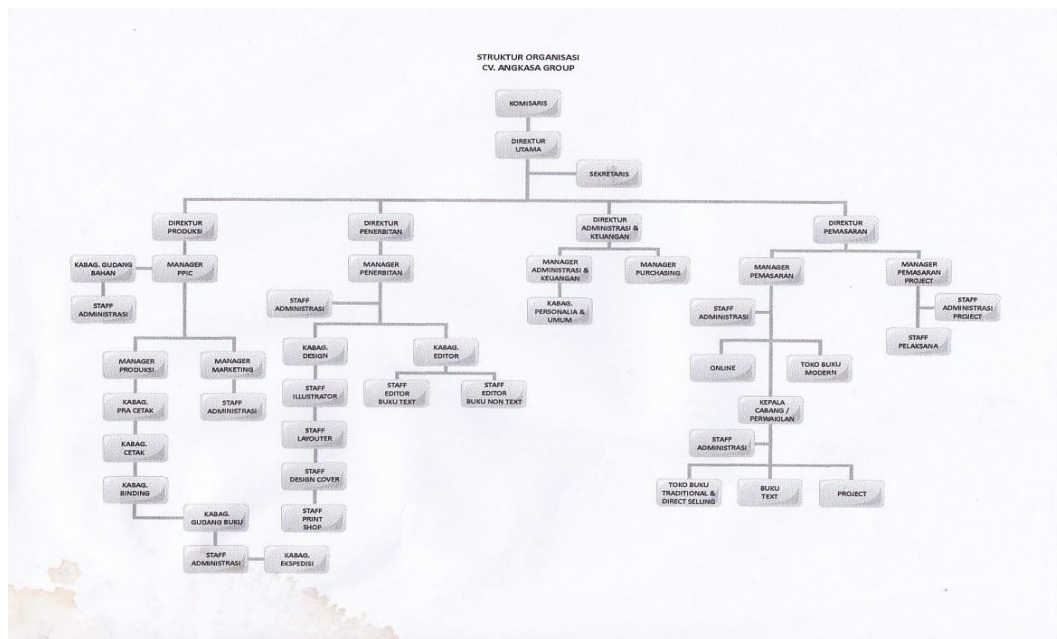 STRUKTUR ORGANISASI
CV. ANGKASA GROUP
KOMISARIS
DIREKTUR
UTAMA
SEKRETARIS
DIREKTUR
PRODUKSI
DIREKTUR
PENERBITAN
DIREKTUR
ADMINISTRASI &
KEUANGAN
DIREKTUR
PEMASARAN
KABAG. GUDANG
BAHAN
MANAGER
PPIC
MANAGER
PENERBITAN
MANAGER
ADMINISTRASI &
KEUANGAN
MANAGER
PURCHASING
MANAGER
PEMASARAN
MANAGER
PEMASARAN
PROJECT
STAFF
ADMINISTRASI
STAFF
ADMINISTRASI
KABAG.
PERSONALIA &
UMUM
STAFF
ADMINISTRASI
STAFF
ADMINISTRASI
PROJECT
STAFF
PELAKSANA
MANAGER
PRODUKSI
MANAGER
MARKETING
KABAG.
DESIGN
KABAG.
EDITOR
ONLINE
TOKO BUKU
MODERN
KABAG.
PRA CETAK
STAFF
ADMINISTRASI
STAFF
ILLUSTRATOR
STAFF
EDITOR
BUKU TEXT
STAFF
EDITOR
BUKU NON TEXT
KEPALA
CABANG /
PERWAKILAN
KABAG.
CETAK
STAFF
LAYOUTER
STAFF
ADMINISTRASI
KABAG.
BINDING
STAFF
DESIGN COVER
TOKO BUKU
TRADITIONAL &
DIRECT SELLING
BUKU
TEXT
PROJECT
KABAG.
GUDANG BUKU
STAFF
PRINT
SHOP
STAFF
ADMINISTRASI
KABAG.
EKSPEDISI